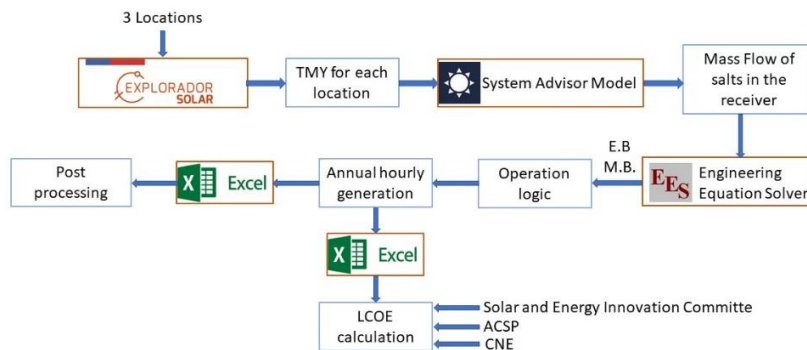 3 Locations
EXPLORADOR
SOLAR
TMY for each
location
System Advisor Model
Mass Flow of
salts in the
receiver
E.B
M.B.
EES
Engineering
Equation Solver
Operation
logic
Annual hourly
generation
X
Excel
Post
processing
X
Excel
LCOE
calculation
Solar and Energy Innovation Committe
ACSP
CNE